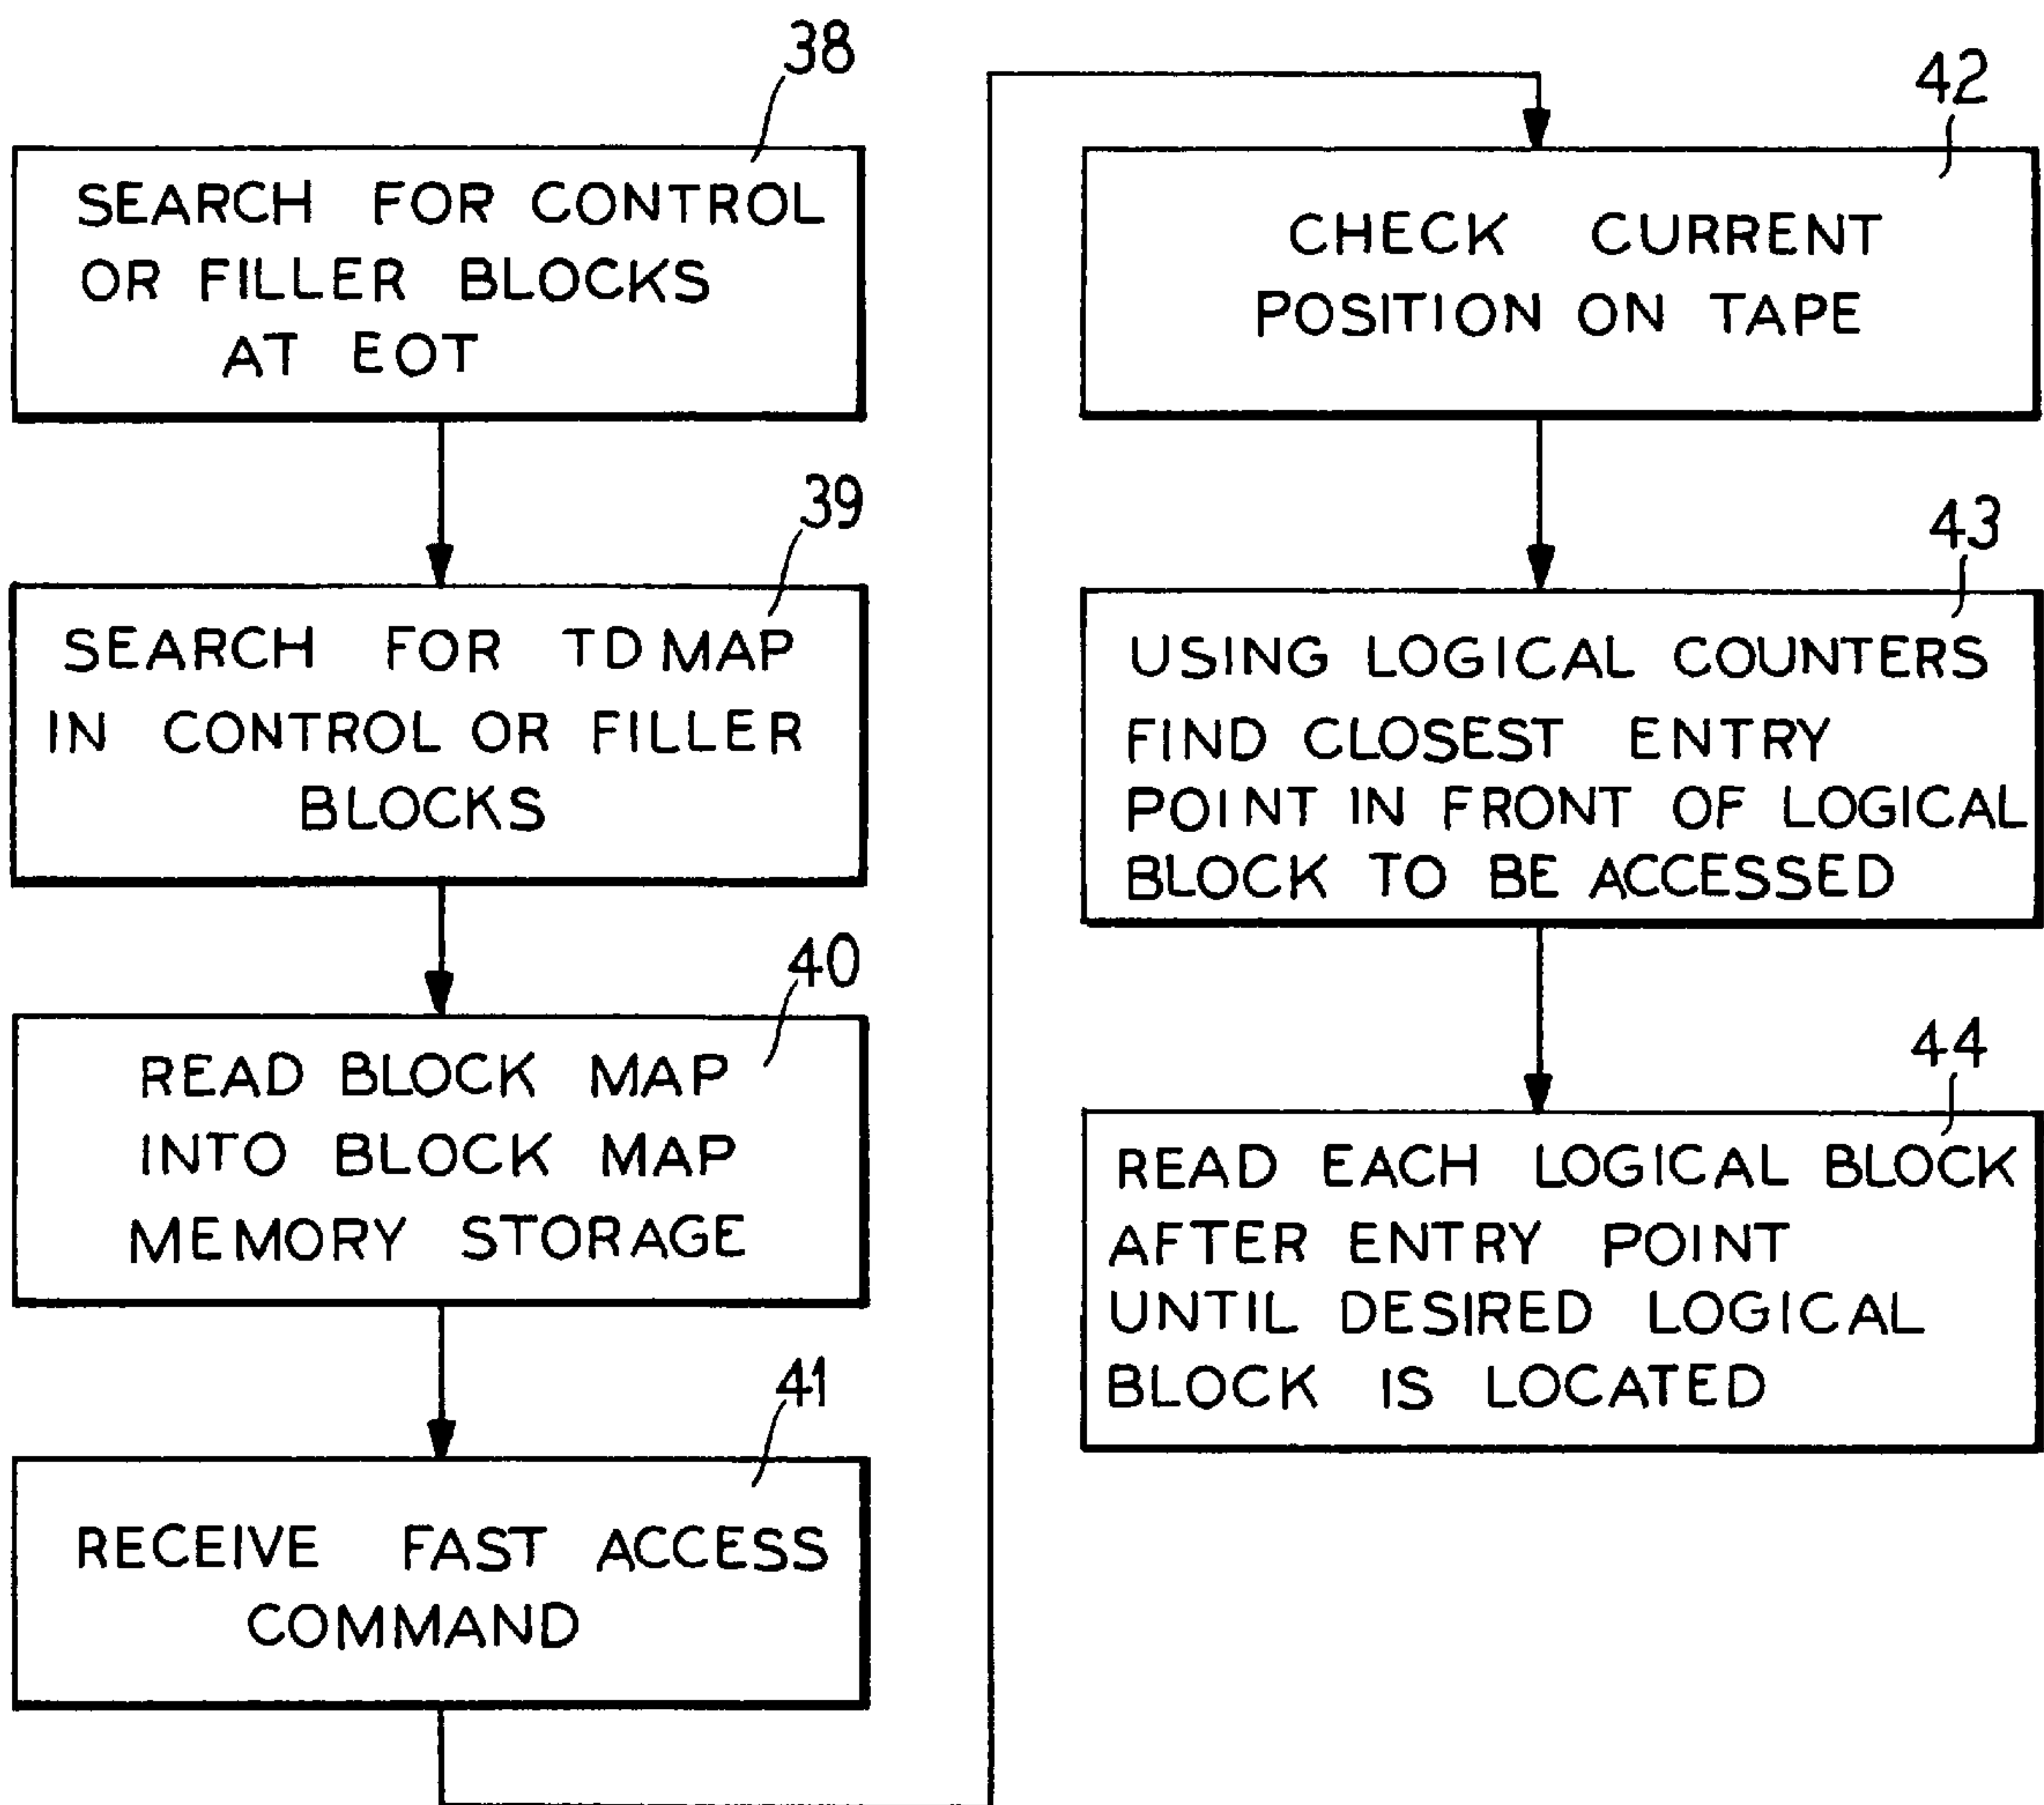 38
SEARCH FOR CONTROL
OR FILLER BLOCKS
AT EOT
39
SEARCH FOR TD MAP
IN CONTROL OR FILLER
BLOCKS
40
READ BLOCK MAP
INTO BLOCK MAP
MEMORY STORAGE
41
RECEIVE FAST ACCESS
COMMAND
42
CHECK CURRENT
POSITION ON TAPE
43
USING LOGICAL COUNTERS
FIND CLOSEST ENTRY
POINT IN FRONT OF LOGICAL
BLOCK TO BE ACCESSED
44
READ EACH LOGICAL BLOCK
AFTER ENTRY POINT
UNTIL DESIRED LOGICAL
BLOCK IS LOCATED